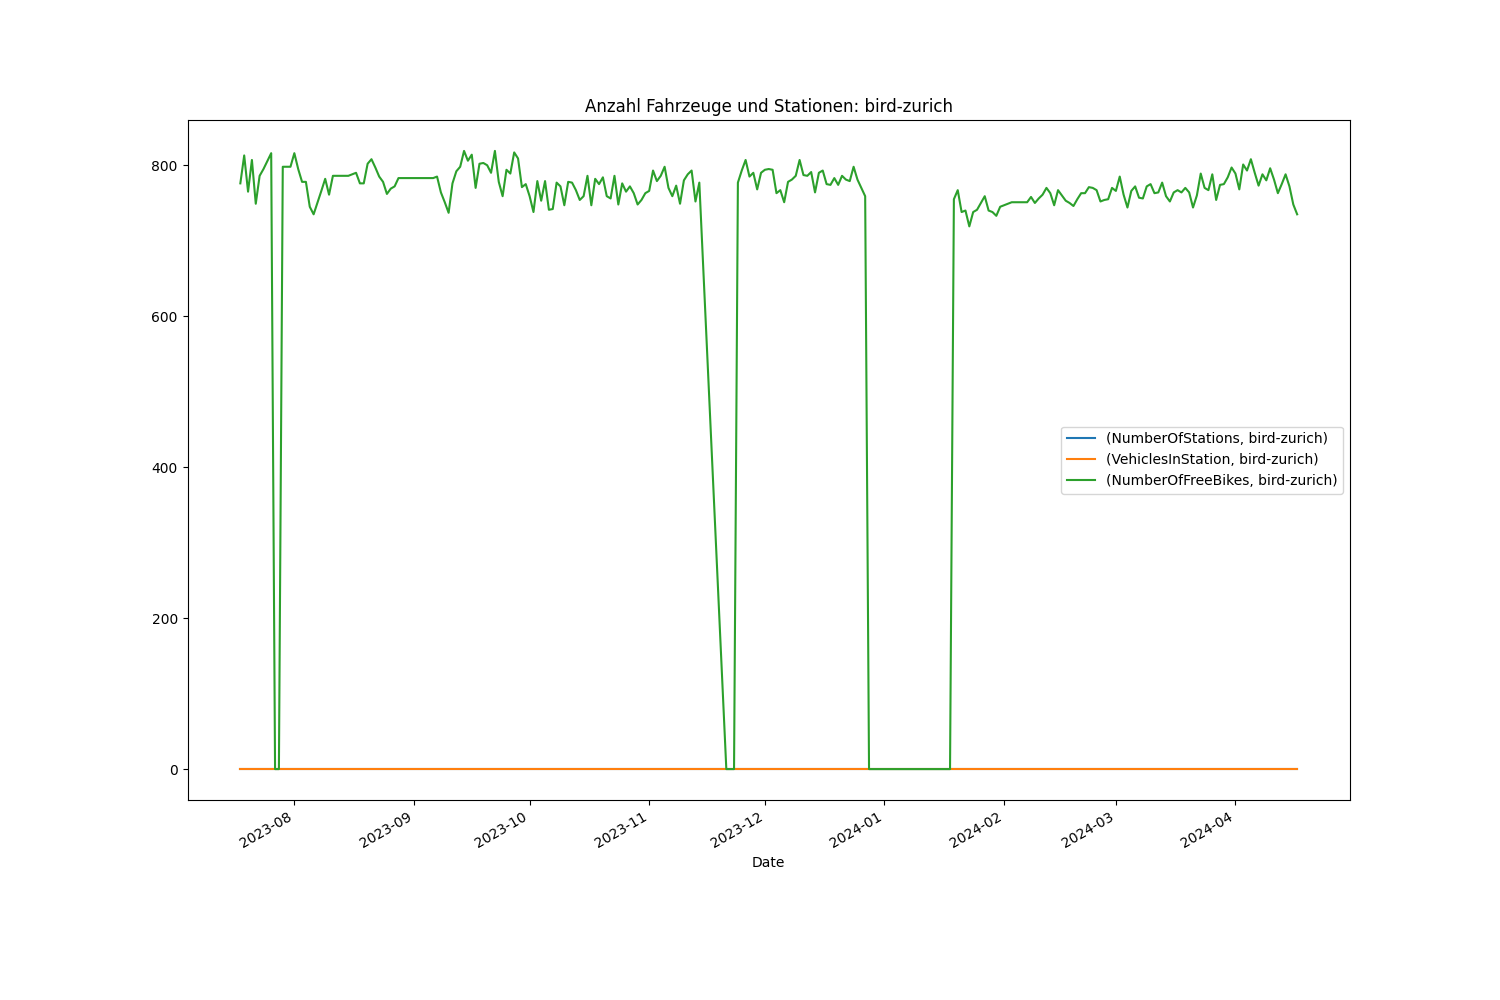 Anzahl Fahrzeuge und Stationen: bird-zurich
800
600
400
200
0
(NumberOfStations, bird-zurich)
(VehiclesInStation, bird-zurich)
(NumberOfFreeBikes, bird-zurich)
2023-08
2023-09
2023-10
2023-11
2023-12
2024-01
2024-02
2024-03
2024-04
Date